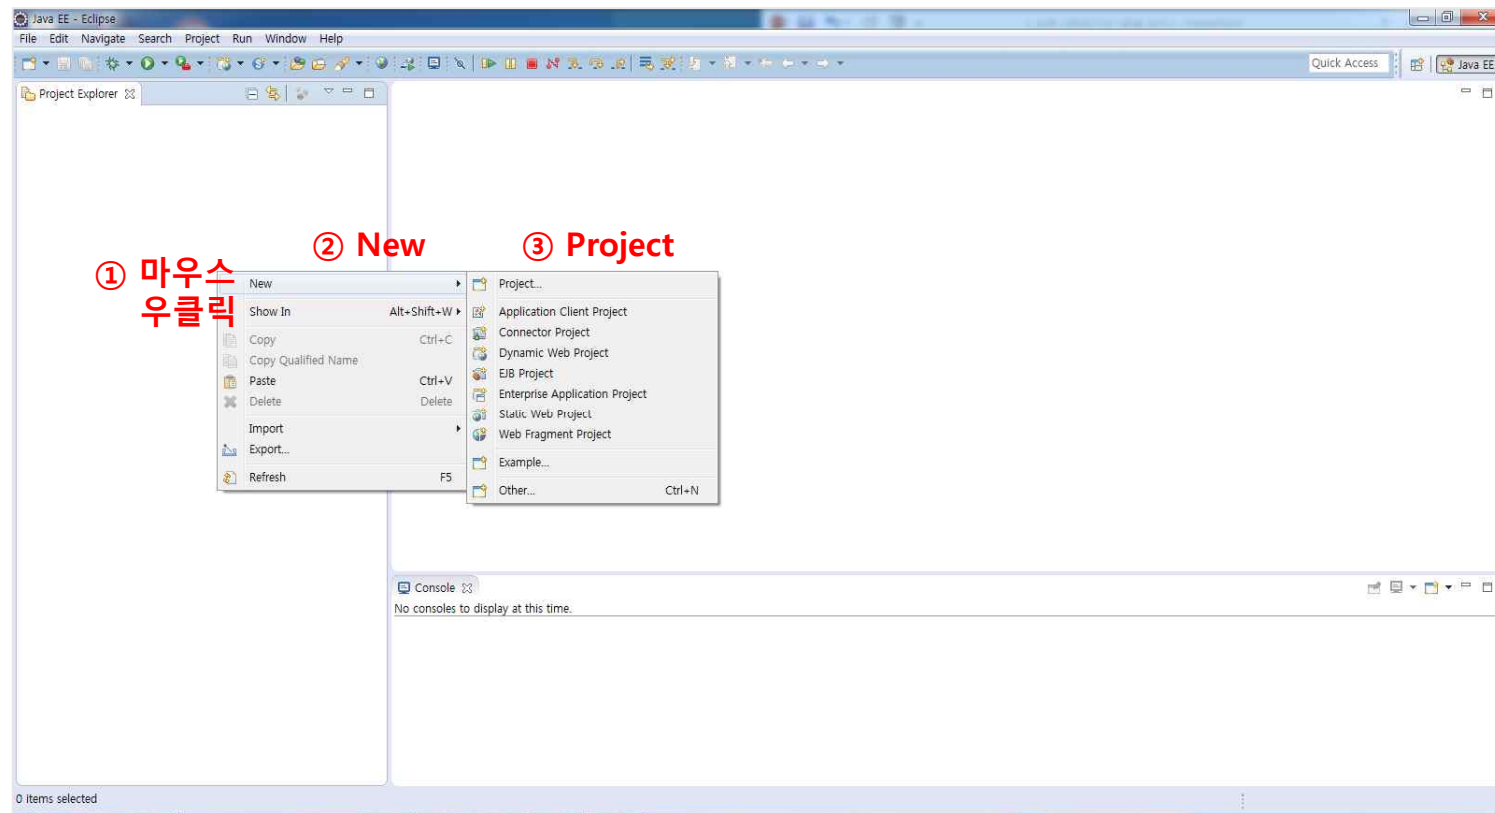 Java EE - Eclipse
File Edit Navigate Search Project Run Window Help
Quick Access
Java EE
Project Explorer
② New
③ Project
① 마우스
우클릭
New
Show In Alt+Shift+W
Copy Ctrl+C
Copy Qualified Name
Paste Ctrl+V
Delete Delete
Import
Export...
Refresh F5
Project...
Application Client Project
Connector Project
Dynamic Web Project
EJB Project
Enterprise Application Project
Static Web Project
Web Fragment Project
Example...
Other... Ctrl+N
Console
No consoles to display at this time.
0 items selected